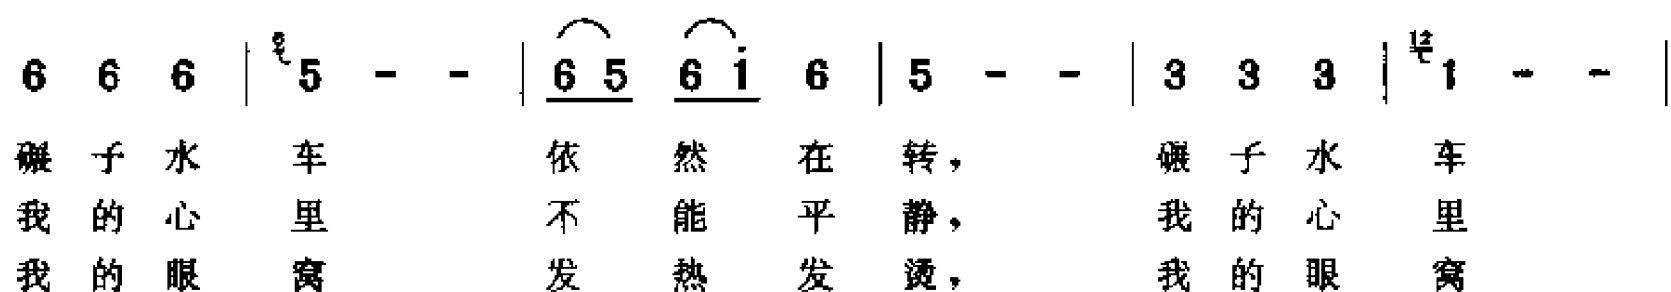 6 6 6 | 6 5 - - | 6 5 6 i 6 | 5 - - | 3 3 3 | 12 1 - - |
碾子水车 依然在转， 碾子水车
我的心里 不能平静， 我的心里
我的眼窝 发热发烫， 我的眼窝